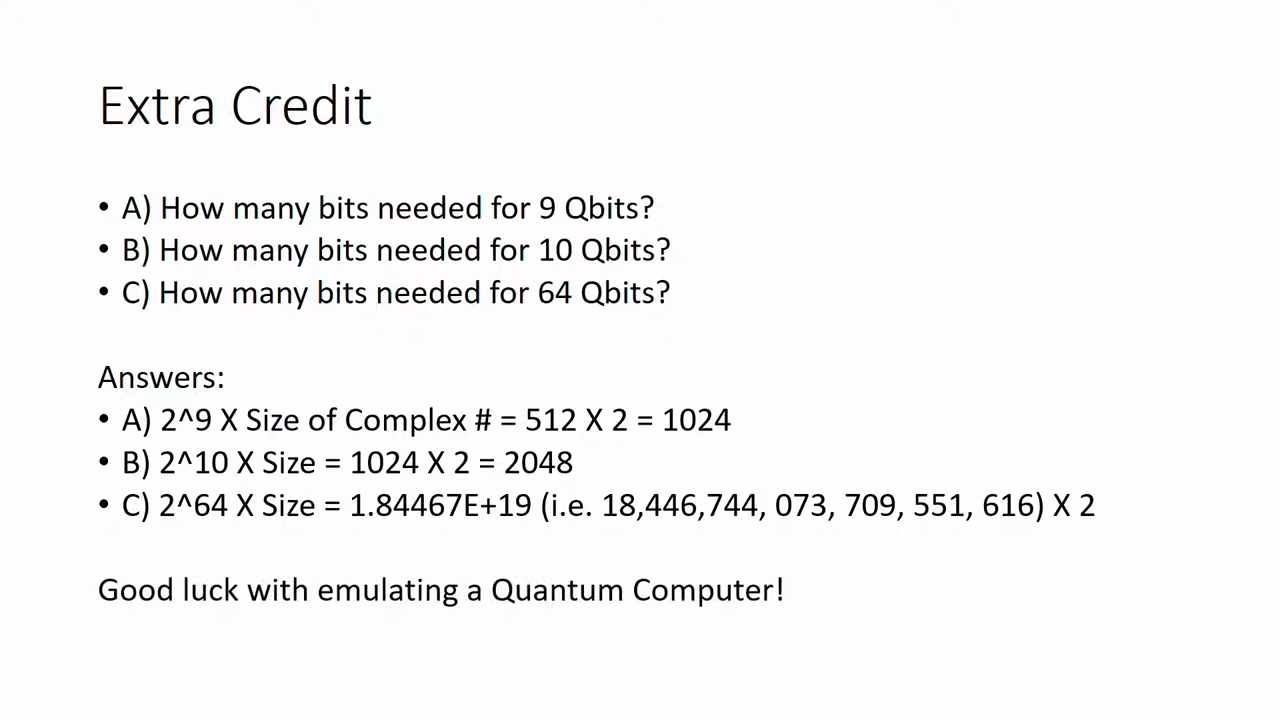 Extra Credit
• A) How many bits needed for 9 Qbits?
• B) How many bits needed for 10 Qbits?
• C) How many bits needed for 64 Qbits?
Answers:
• A) 2^9 X Size of Complex # = 512 X 2 = 1024
• B) 2^10 X Size = 1024 X 2 = 2048
• C) 2^64 X Size = 1.84467E+19 (i.e. 18,446,744, 073, 709, 551, 616) X 2
Good luck with emulating a Quantum Computer!